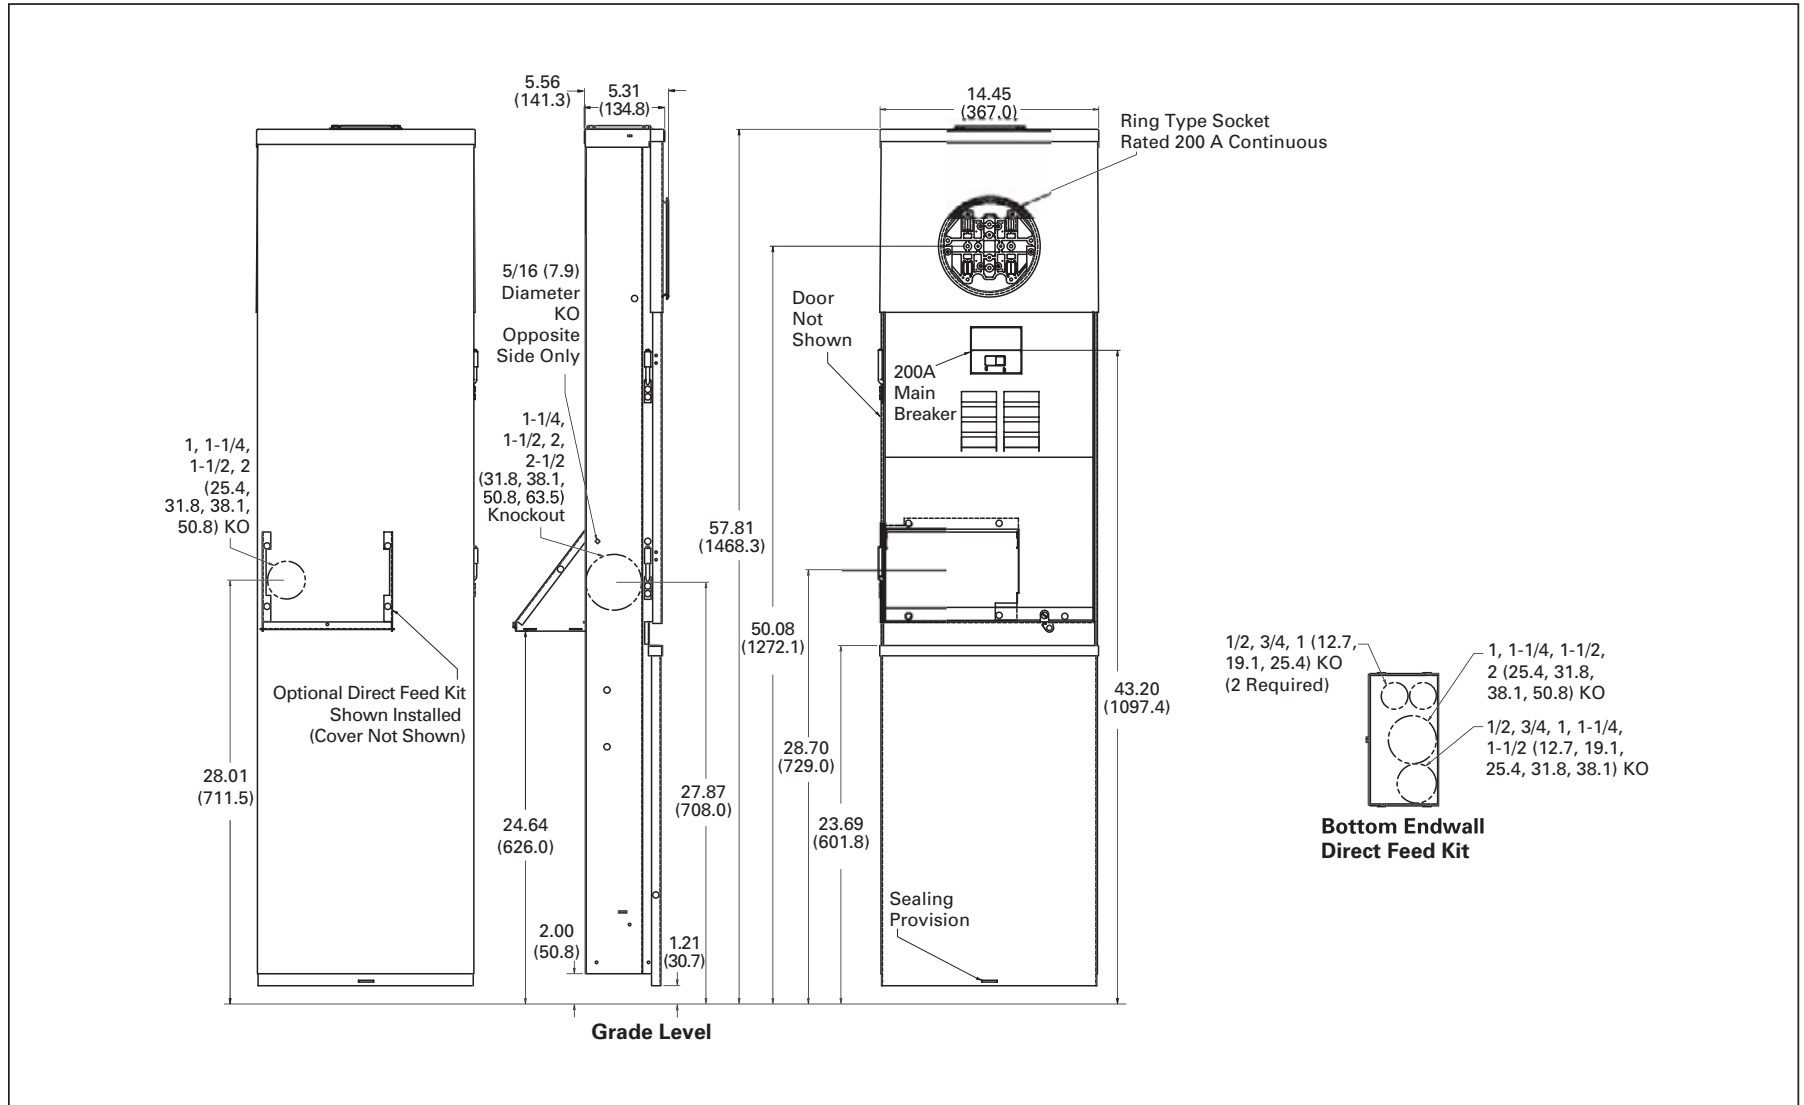 5.56
(141.3)
5.31
(134.8)
14.45
(367.0)
Ring Type Socket
Rated 200 A Continuous
5/16 (7.9)
Diameter
KO
Opposite
Side Only
Door
Not
Shown
200A
Main
Breaker
1-1/4,
1-1/2, 2,
2-1/2
(31.8, 38.1,
50.8, 63.5)
Knockout
1, 1-1/4,
1-1/2, 2
(25.4,
31.8, 38.1,
50.8) KO
57.81
(1468.3)
50.08
(1272.1)
Optional Direct Feed Kit
Shown Installed
(Cover Not Shown)
43.20
(1097.4)
28.01
(711.5)
28.70
(729.0)
27.87
(708.0)
24.64
(626.0)
23.69
(601.8)
1/2, 3/4, 1 (12.7,
19.1, 25.4) KO
(2 Required)
1, 1-1/4, 1-1/2,
2 (25.4, 31.8,
38.1, 50.8) KO
1/2, 3/4, 1, 1-1/4,
1-1/2 (12.7, 19.1,
25.4, 31.8, 38.1) KO
Bottom Endwall
Direct Feed Kit
Sealing
Provision
2.00
(50.8)
1.21
(30.7)
Grade Level